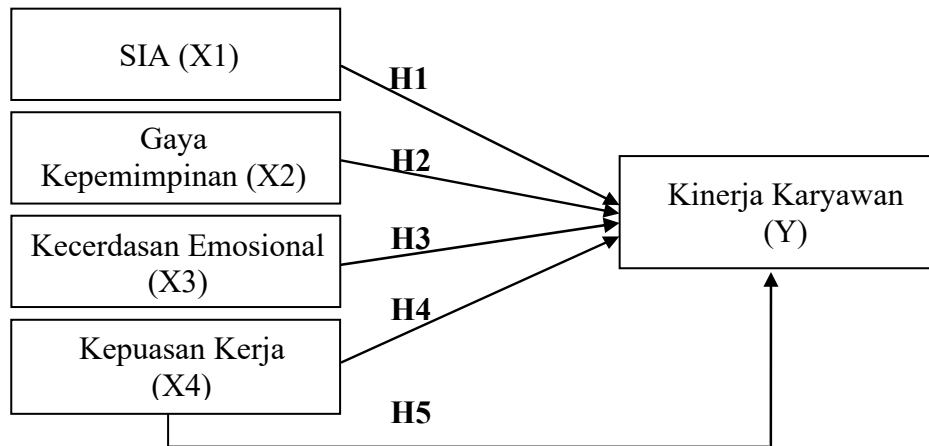 SIA (X1)
Gaya
Kepemimpinan (X2)
Kecerdasan Emosional
(X3)
Kepuasan Kerja
(X4)
H1
H2
H3
H4
H5
Kinerja Karyawan
(Y)